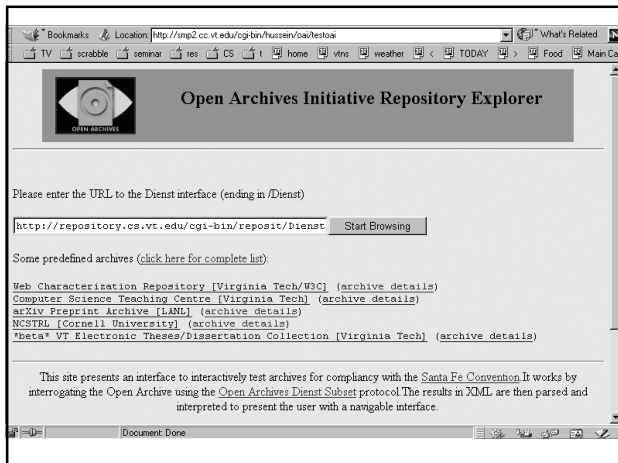 Bookmarks Location: http://smp2.cc.vt.edu/cgi-bin/hussein/oai/testoai What's Related N
TV scrabble seminar res CS t home vtns weather < TODAY > Food Main Ca
Open Archives Initiative Repository Explorer
OPEN ARCHIVES
Please enter the URL to the Dienst interface (ending in /Dienst)
http://repository.cs.vt.edu/cgi-bin/reposit/Dienst Start Browsing
Some predefined archives (click here for complete list):
Web Characterization Repository [Virginia Tech/W3C] (archive details)
Computer Science Teaching Centre [Virginia Tech] (archive details)
arXiv Preprint Archive [LANL] (archive details)
NCSTRL [Cornell University] (archive details)
*beta* VT Electronic Theses/Dissertation Collection [Virginia Tech] (archive details)
This site presents an interface to interactively test archives for compliancy with the Santa Fe Convention.It works by
interrogating the Open Archive using the Open Archives Dienst Subset protocol.The results in XML are then parsed and
interpreted to present the user with a navigable interface.
Document: Done